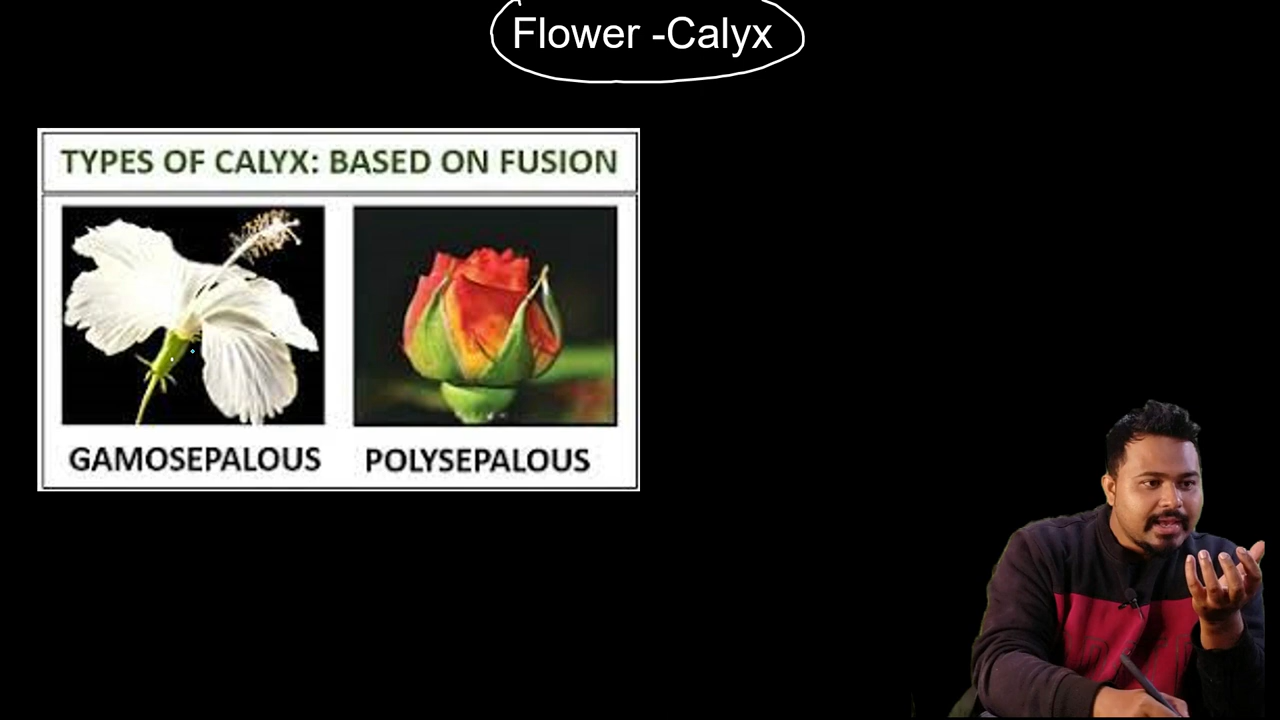 Flower -Calyx
TYPES OF CALYX: BASED ON FUSION
GAMOSEPALOUS
POLYSEPALOUS